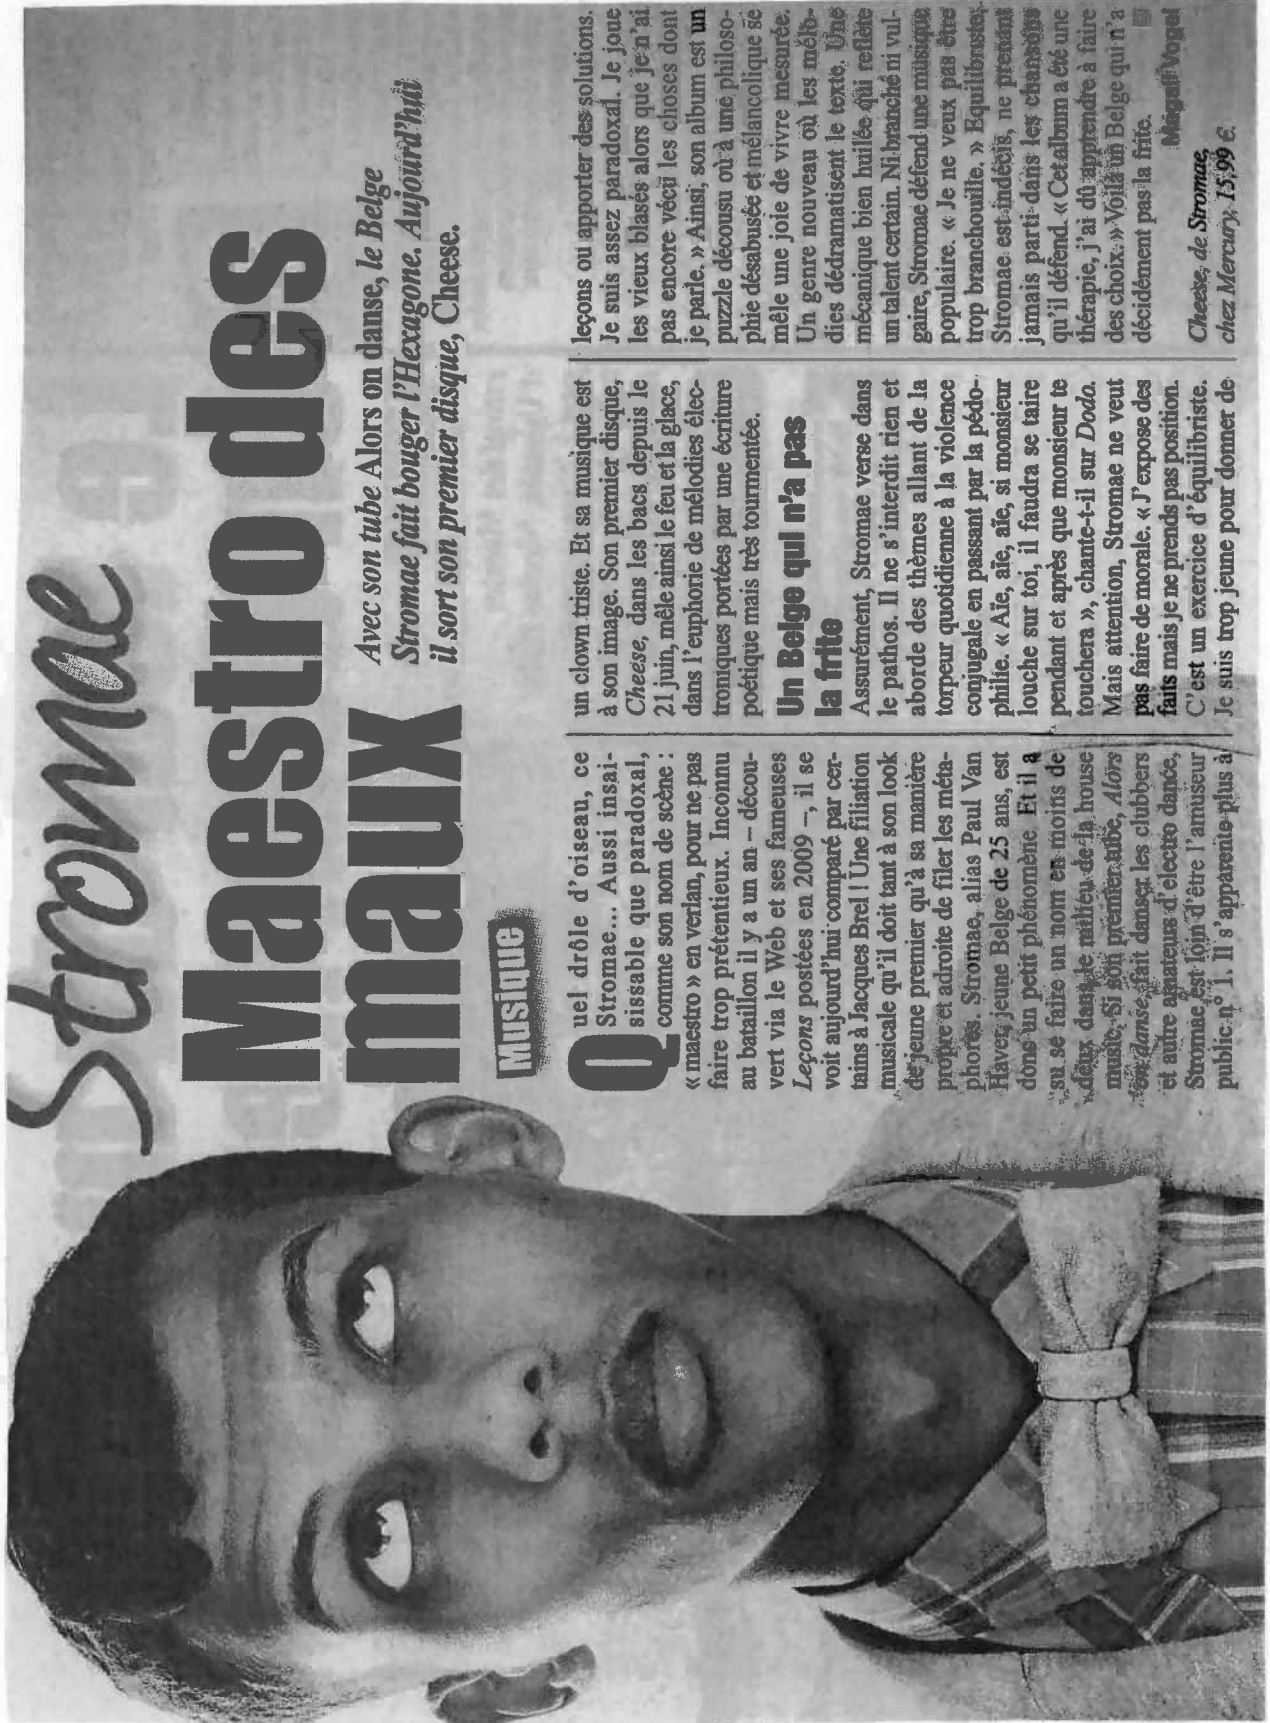 Stromae
Maestro des
maux
Avec son tube Alors on danse, le Belge
Stromae fait bouger l'Hexagone. Aujourd'hui
il sort son premier disque, Cheese.
Musique
Quel drôle d'oiseau, ce
Stromae... Aussi insai-
sissable que paradoxal,
comme son nom de scène :
« maestro » en verlan, pour ne pas
faire trop prétentieux. Inconnu
au bataillon il y a un an – décou-
vert via le Web et ses fameuses
Leçons postées en 2009 –, il se
voit aujourd'hui comparé par cer-
tains à Jacques Brel ! Une filiation
musicale qu'il doit tant à son look
de jeune premier qu'à sa manière
propre et adroite de filer les méta-
phores. Stromae, alias Paul Van
Haver, jeune Belge de 25 ans, est
donc un petit phénomène. Et il a
su se faire un nom en moins de
deux dans le milieu de la house
music. Si son premier tube, Alors
on danse, fait danser les clubbers
et autre amateurs d'electro dance,
Stromae est loin d'être l'amuseur
public n° 1. Il s'apparente plus à
un clown triste. Et sa musique est
à son image. Son premier disque,
Cheese, dans les bacs depuis le
21 juin, mêle ainsi le feu et la glace,
dans l'euphorie de mélodies élec-
troniques portées par une écriture
poétique mais très tourmentée.
Un Belge qui n'a pas
la frite
Assurément, Stromae verse dans
le pathos. Il ne s'interdit rien et
aborde des thèmes allant de la
torpeur quotidienne à la violence
conjugale en passant par la pédo-
philie. « Aïe, aïe, aïe, si monsieur
louche sur toi, il faudra se taire
pendant et après que monsieur te
touchera », chante-t-il sur Dodo.
Mais attention, Stromae ne veut
pas faire de morale. « J'expose des
faits mais je ne prends pas position.
C'est un exercice d'équilibriste.
Je suis trop jeune pour donner de
leçons ou apporter des solutions.
Je suis assez paradoxal. Je joue
les vieux blasés alors que je n'ai
pas encore vécu les choses dont
je parle. » Ainsi, son album est un
puzzle décousu où à une philoso-
phie désabusée et mélancolique se
mêle une joie de vivre mesurée.
Un genre nouveau où les mélo-
dies dédramatisent le texte. Une
mécanique bien huilée qui reflète
un talent certain. Ni branché ni vul-
gaire, Stromae défend une musique
populaire. « Je ne veux pas être
trop branchouille. » Equilibriste,
Stromae est indécis, ne prenant
jamais parti dans les chansons
qu'il défend. « Cet album a été une
thérapie, j'ai dû apprendre à faire
des choix. » Voilà un Belge qui n'a
décidément pas la frite.
Magali Vogel
Cheese, de Stromae,
chez Mercury, 15,99 €.